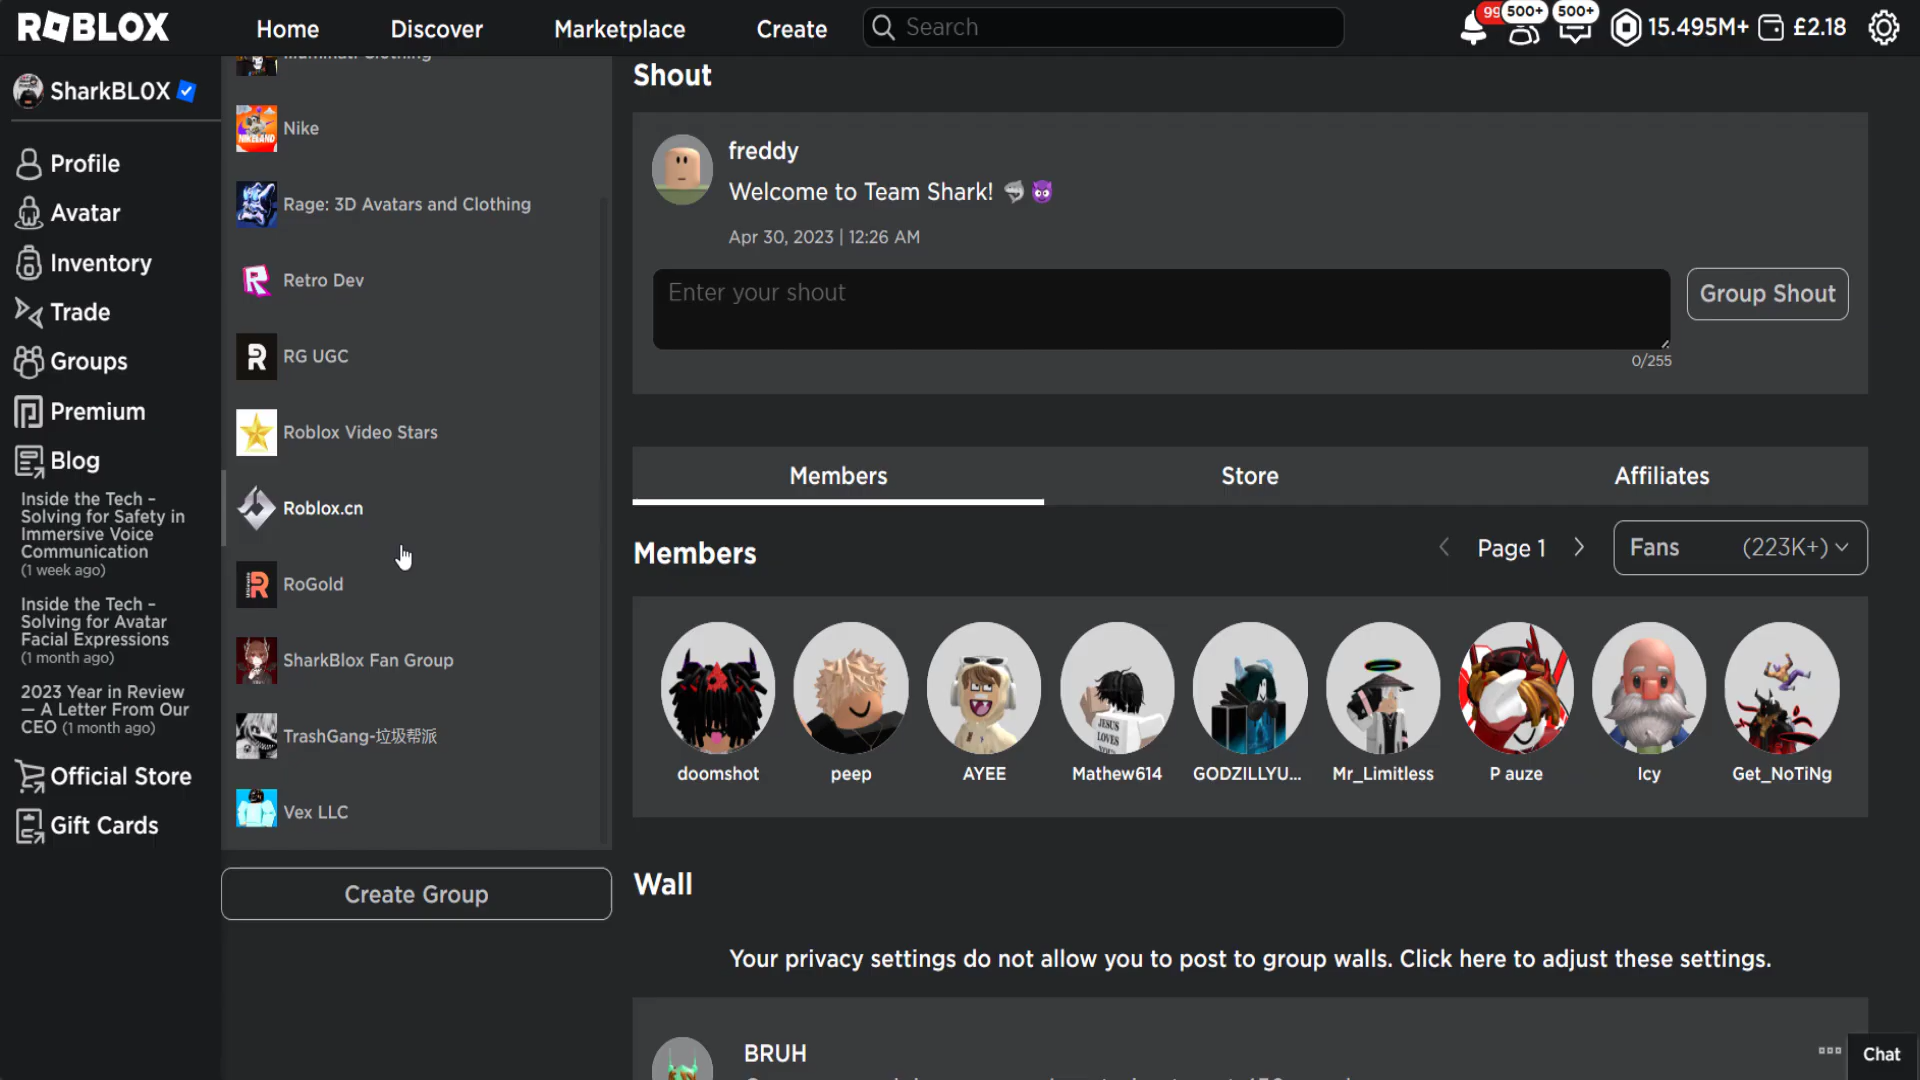 ROBLOX
Home
Discover
Marketplace
Create
Search
99
500+
500+
15.495M+
£2.18
SharkBLOX
Profile
Avatar
Inventory
Trade
Groups
Premium
Blog
Inside the Tech –
Solving for Safety in
Immersive Voice
Communication
(1 week ago)
Inside the Tech –
Solving for Avatar
Facial Expressions
(1 month ago)
2023 Year in Review
— A Letter From Our
CEO (1 month ago)
Official Store
Gift Cards
Illuminati Clothing
Nike
NIKELAND
Rage: 3D Avatars and Clothing
Retro Dev
RG UGC
Roblox Video Stars
Roblox.cn
RoGold
SharkBlox Fan Group
TrashGang-垃圾帮派
Vex LLC
Create Group
Shout
freddy
Welcome to Team Shark!
Apr 30, 2023 | 12:26 AM
Enter your shout
Group Shout
0/255
Members
Store
Affiliates
Members
Page 1
Fans (223K+)
JESUS
LOVES
YOU
doomshot
peep
AYEE
Mathew614
GODZILLYU...
Mr_Limitless
P auze
Icy
Get_NoTiNg
Wall
Your privacy settings do not allow you to post to group walls. Click here to adjust these settings.
BRUH
Chat